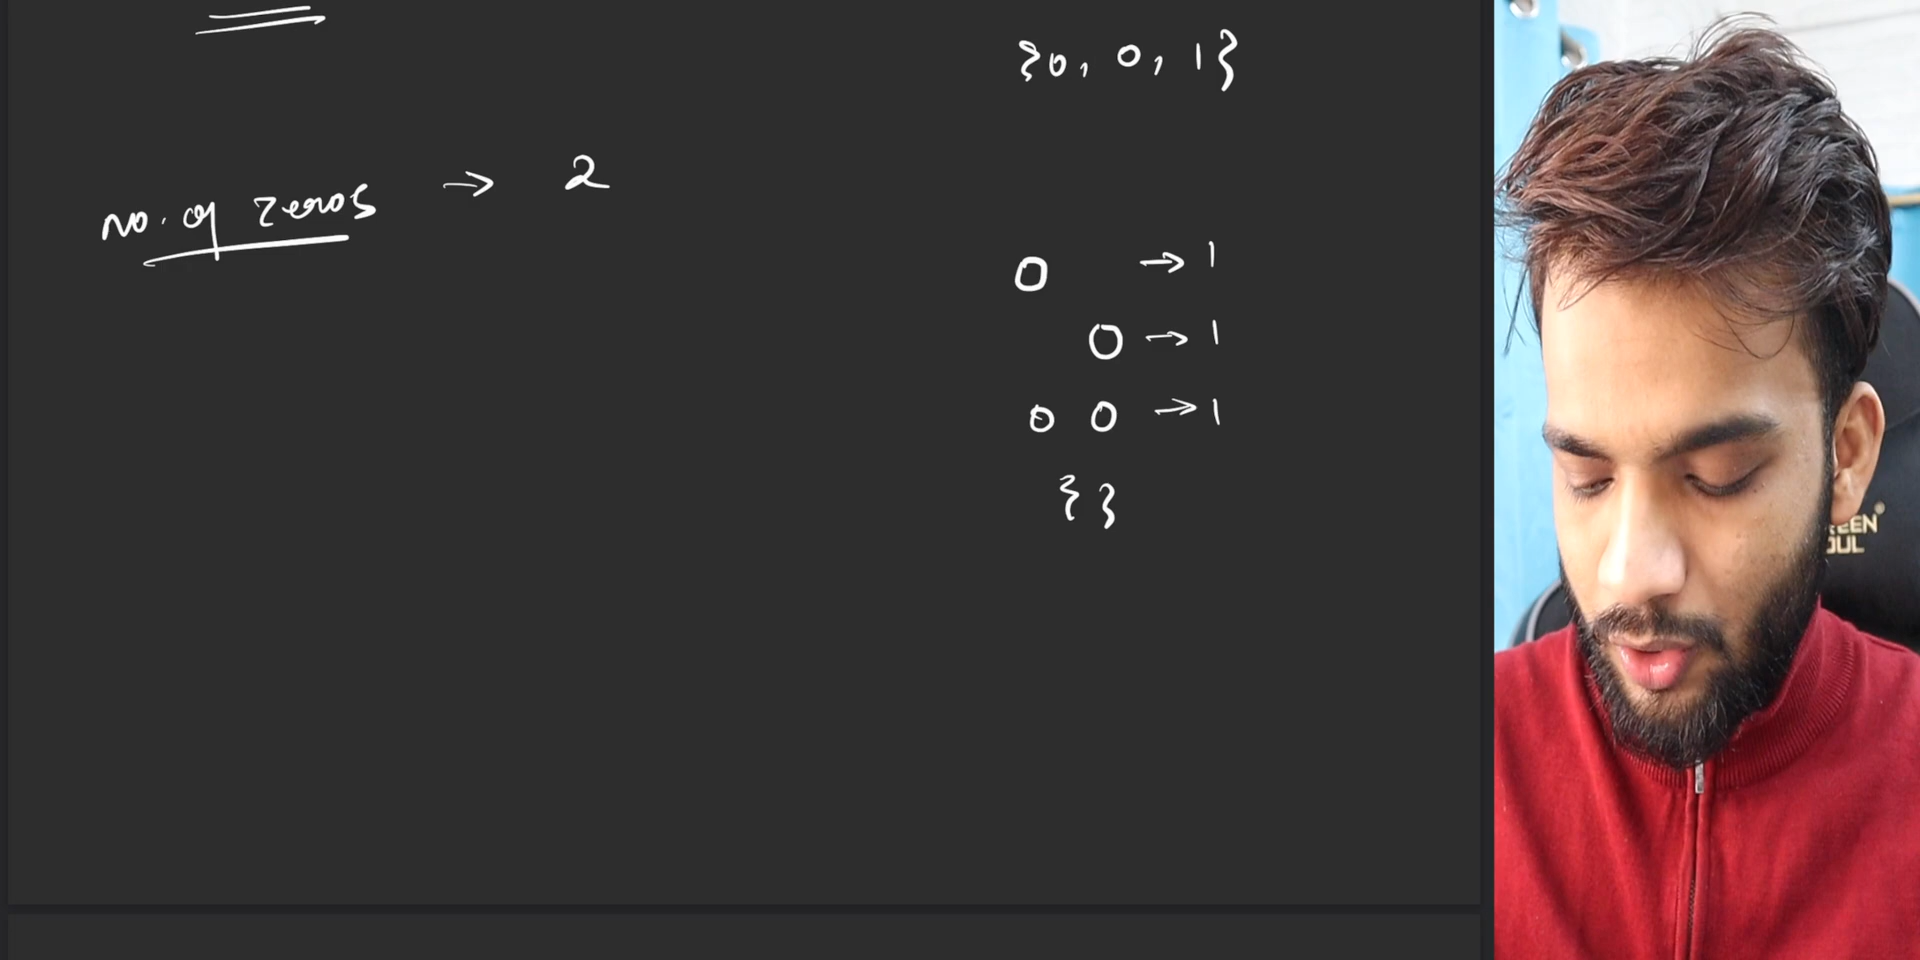 {0, 0, 1}
no. of zeros → 2
0 → 1
0 → 1
0 0 → 1
{ }